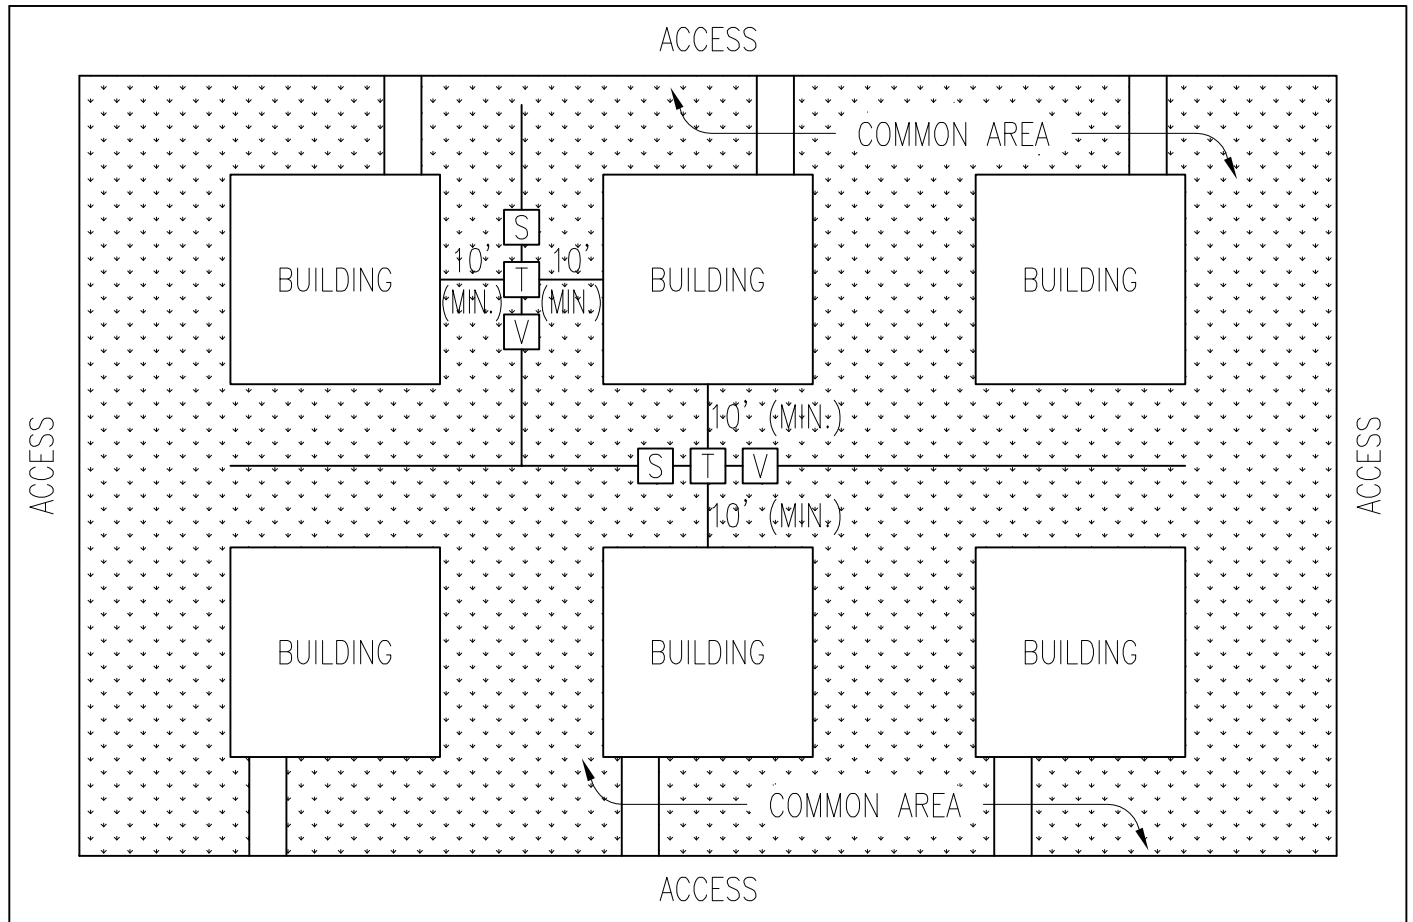 ACCESS
COMMON AREA
S
10' T 10'
BUILDING BUILDING BUILDING
(MIN.) (MIN.)
V
10' (MIN.)
ACCESS
S T V
ACCESS
10' (MIN.)
BUILDING BUILDING BUILDING
COMMON AREA
ACCESS